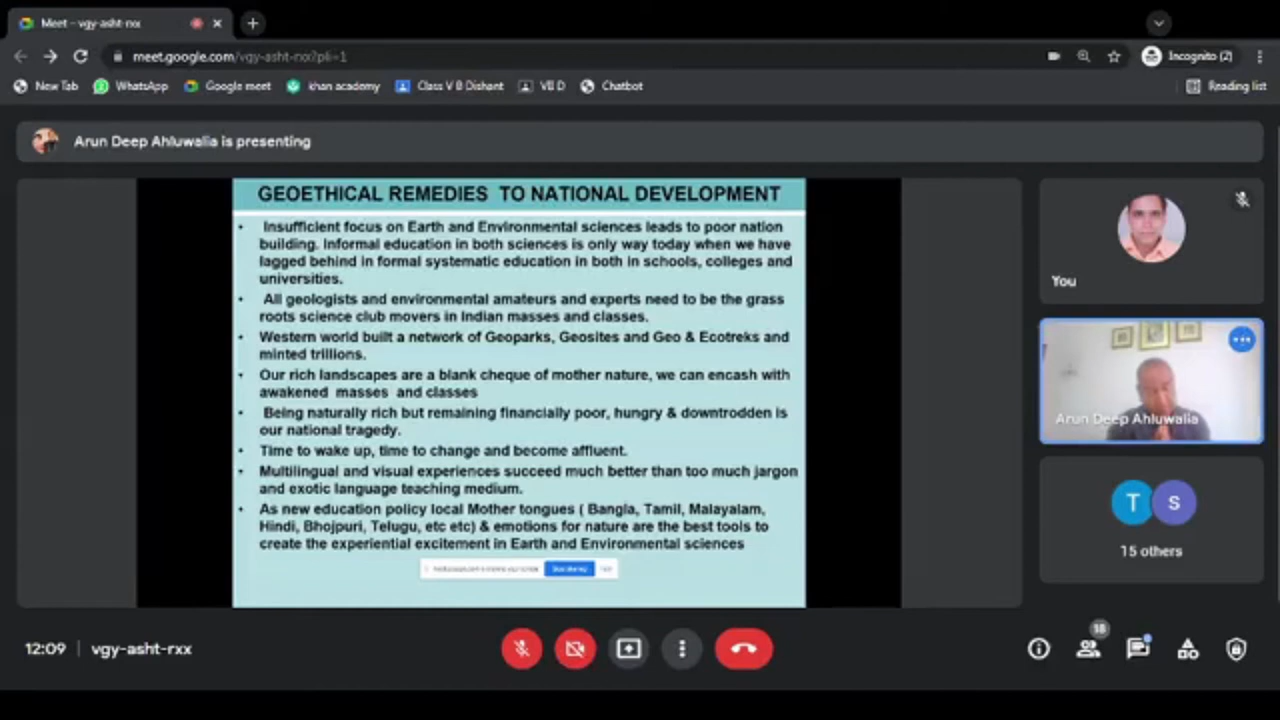 Meet - vgy-asht-rxx
meet.google.com/vgy-asht-rxx?pli=1
Incognito (2)
New Tab
WhatsApp
Google meet
khan academy
Class V B Dishant
VII D
Chatbot
Reading list
Arun Deep Ahluwalia is presenting
GEOETHICAL REMEDIES TO NATIONAL DEVELOPMENT
• Insufficient focus on Earth and Environmental sciences leads to poor nation
building. Informal education in both sciences is only way today when we have
lagged behind in formal systematic education in both in schools, colleges and
universities.
• All geologists and environmental amateurs and experts need to be the grass
roots science club movers in Indian masses and classes.
• Western world built a network of Geoparks, Geosites and Geo & Ecotreks and
minted trillions.
• Our rich landscapes are a blank cheque of mother nature, we can encash with
awakened masses and classes
• Being naturally rich but remaining financially poor, hungry & downtrodden is
our national tragedy.
• Time to wake up, time to change and become affluent.
• Multilingual and visual experiences succeed much better than too much jargon
and exotic language teaching medium.
• As new education policy local Mother tongues ( Bangla, Tamil, Malayalam,
Hindi, Bhojpuri, Telugu, etc etc) & emotions for nature are the best tools to
create the experiential excitement in Earth and Environmental sciences
Stop sharing
You
Arun Deep Ahluwalia
T
S
15 others
12:09 | vgy-asht-rxx
18